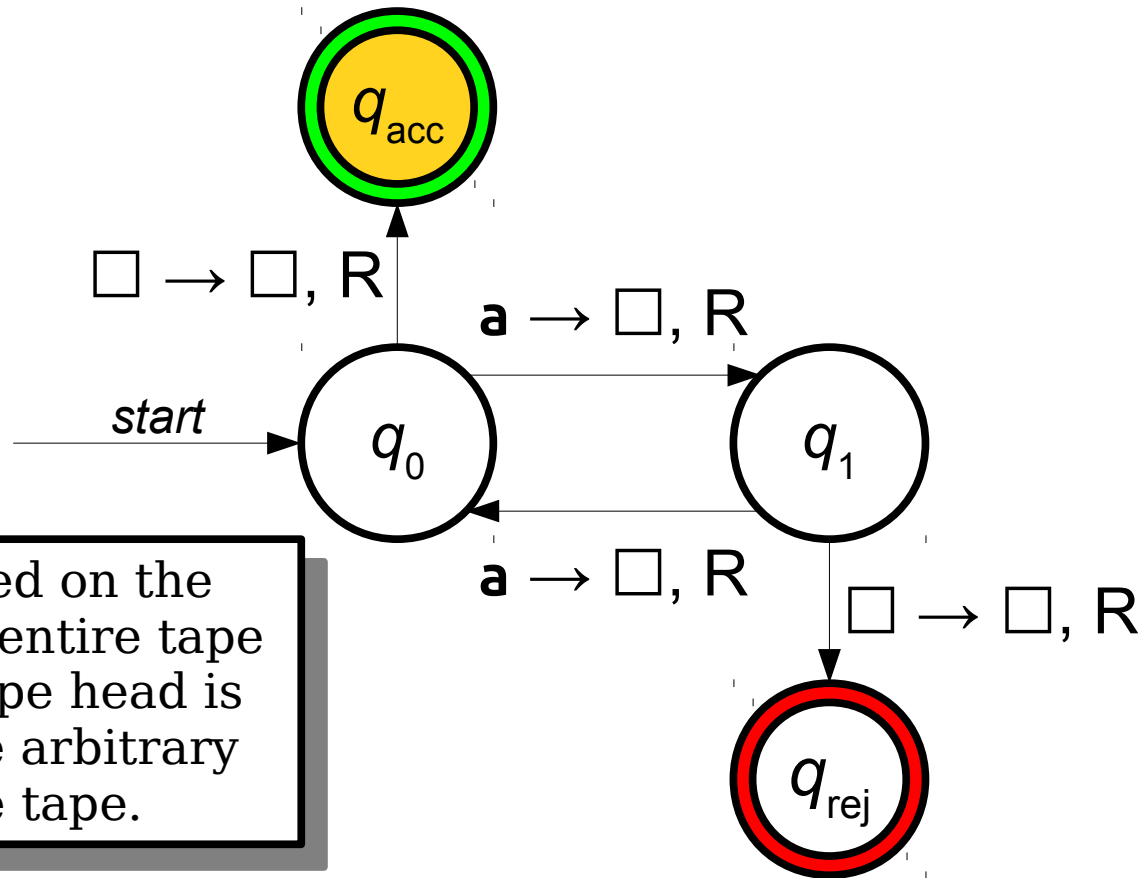 q_acc
□ → □, R
a → □, R
start
q_0
q_1
a → □, R
□ → □, R
q_rej
ed on the
entire tape
pe head is
arbitrary
e tape.